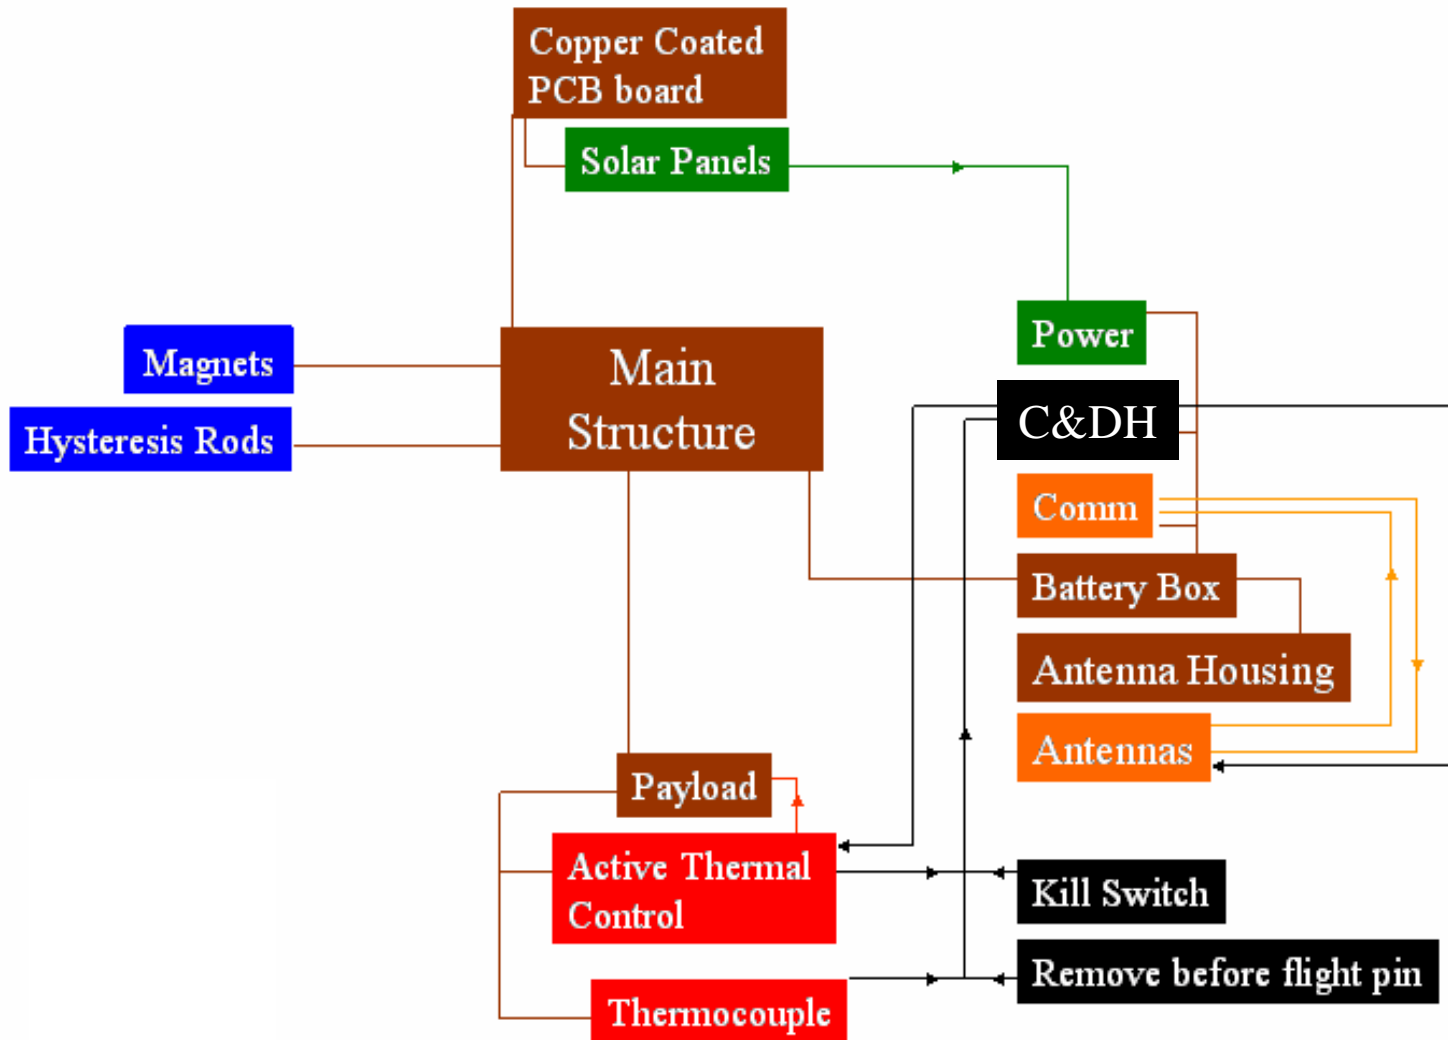 Copper Coated
PCB board
Solar Panels
Power
Magnets
Main
Structure
C&DH
Hysteresis Rods
Comm
Battery Box
Antenna Housing
Antennas
Payload
Active Thermal
Control
Kill Switch
Remove before flight pin
Thermocouple